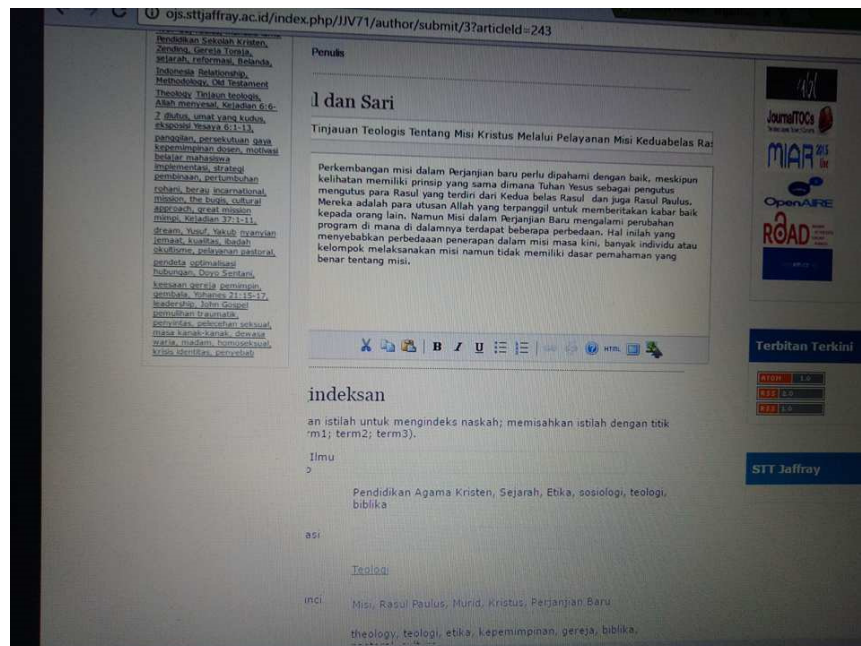 ojs.sttjaffray.ac.id/index.php/JJV71/author/submit/3?articleId=243
Pendidikan Sekolah Kristen,
Zending, Gereja Toraja,
sejarah, reformasi, Belanda,
Indonesia Relationship,
Methodology, Old Testament
Theology Tinjaun teologis,
Allah menyesal, Kejadian 6:6-
7 diutus, umat yang kudus,
eksposisi Yesaya 6:1-13,
panggilan, persekutuan gaya
kepemimpinan dosen, motivasi
belajar mahasiswa
implementasi, strategi
pembinaan, pertumbuhan
rohani, berau incarnational,
mission, the bugis, cultural
approach, great mission
mimpi, Kejadian 37:1-11,
dream, Yusuf, Yakub nyanyian
jemaat, kualitas, ibadah
okultisme, pelayanan pastoral,
pendeta optimalisasi
hubungan, Doyo Sentani,
keesaan gereja pemimpin,
gembala, Yohanes 21:15-17,
leadership, John Gospel
pemulihan traumatik,
penyintas, pelecehan seksual,
masa kanak-kanak, dewasa
waria, madam, homoseksual,
krisis identitas, penyebab
Penulis
l dan Sari
Tinjauan Teologis Tentang Misi Kristus Melalui Pelayanan Misi Keduabelas Ras
Perkembangan misi dalam Perjanjian baru perlu dipahami dengan baik, meskipun
kelihatan memiliki prinsip yang sama dimana Tuhan Yesus sebagai pengutus
mengutus para Rasul yang terdiri dari Kedua belas Rasul dan juga Rasul Paulus.
Mereka adalah para utusan Allah yang terpanggil untuk memberitakan kabar baik
kepada orang lain. Namun Misi dalam Perjanjian Baru mengalami perubahan
program di mana di dalamnya terdapat beberapa perbedaan. Hal inilah yang
menyebabkan perbedaaan penerapan dalam misi masa kini, banyak individu atau
kelompok melaksanakan misi namun tidak memiliki dasar pemahaman yang
benar tentang misi.
B I U HTML
indeksan
an istilah untuk mengindeks naskah; memisahkan istilah dengan titik
rm1; term2; term3).
Ilmu
Pendidikan Agama Kristen, Sejarah, Etika, sosiologi, teologi,
biblika
asi
Teologi
inci
Misi, Rasul Paulus, Murid, Kristus, Perjanjian Baru
theology, teologi, etika, kepemimpinan, gereja, biblika,
JournalTOCs
MIAR 2015
OpenAIRE
ROAD
Terbitan Terkini
ATOM 1.0
RSS 2.0
RSS 1.0
STT Jaffray